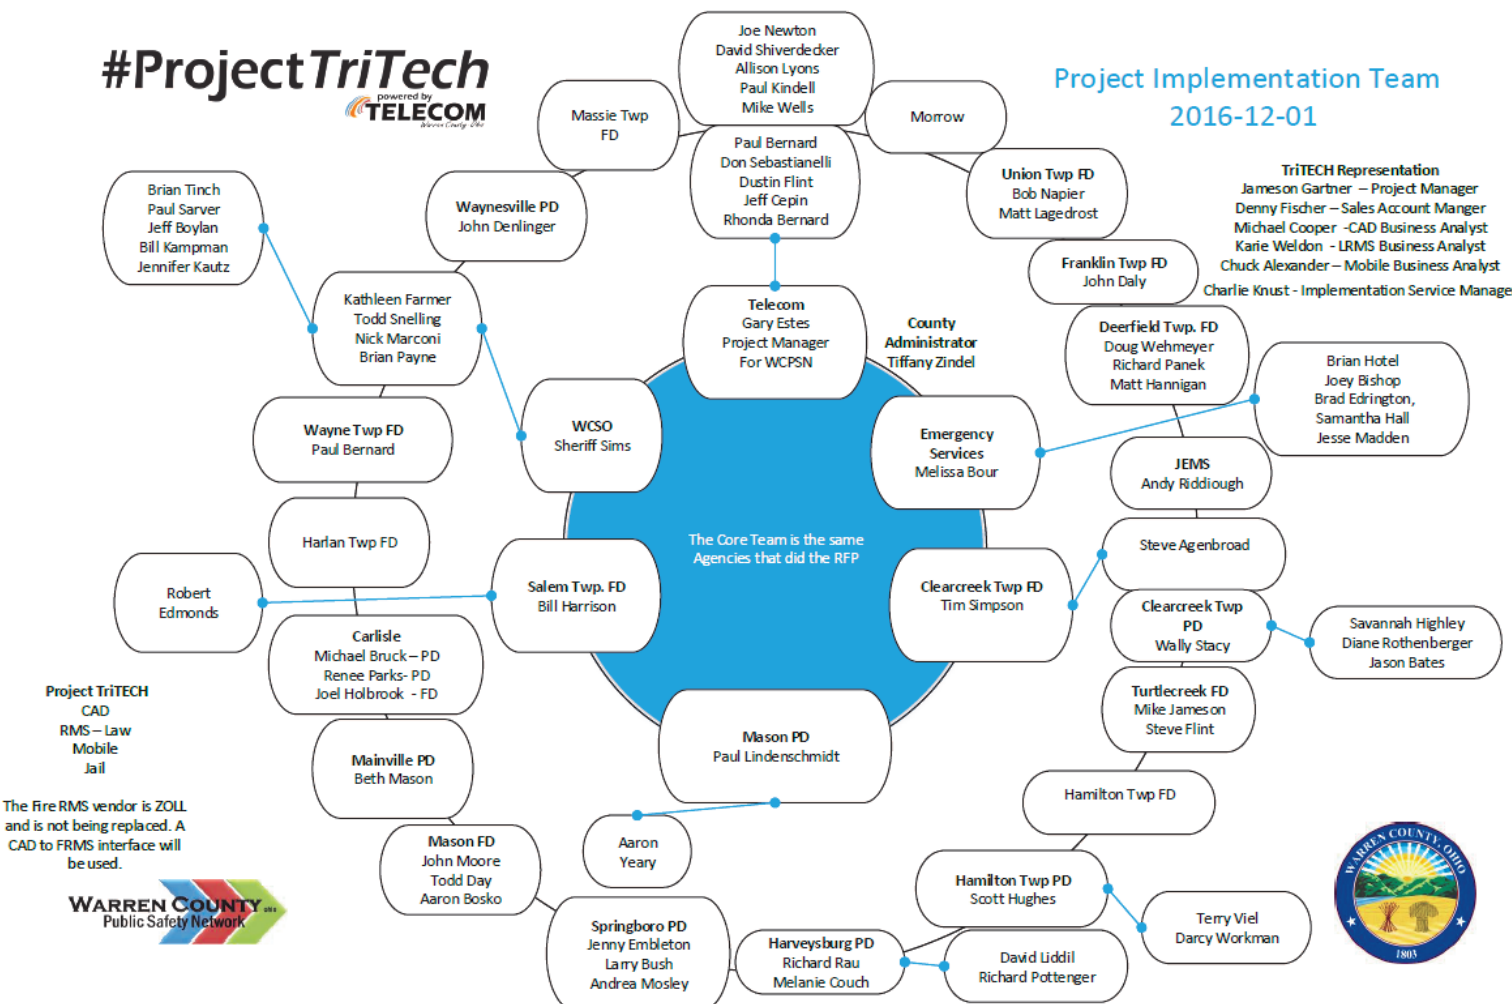 #ProjectTriTech
powered by
TELECOM
Warren County Ohio
Project Implementation Team
2016-12-01
Joe Newton
David Shiverdecker
Allison Lyons
Paul Kindell
Mike Wells
Massie Twp
FD
Morrow
Paul Bernard
Don Sebastianelli
Dustin Flint
Jeff Cepin
Rhonda Bernard
Union Twp FD
Bob Napier
Matt Lagedrost
TriTECH Representation
Jameson Gartner – Project Manager
Denny Fischer – Sales Account Manger
Michael Cooper -CAD Business Analyst
Karie Weldon - LRMS Business Analyst
Chuck Alexander – Mobile Business Analyst
Charlie Knust - Implementation Service Manage
Brian Tinch
Paul Sarver
Jeff Boylan
Bill Kampman
Jennifer Kautz
Waynesville PD
John Denlinger
Franklin Twp FD
John Daly
Kathleen Farmer
Todd Snelling
Nick Marconi
Brian Payne
Telecom
Gary Estes
Project Manager
For WCPSN
County
Administrator
Tiffany Zindel
Deerfield Twp. FD
Doug Wehmeyer
Richard Panek
Matt Hannigan
Brian Hotel
Joey Bishop
Brad Edrington,
Samantha Hall
Jesse Madden
Wayne Twp FD
Paul Bernard
WCSO
Sheriff Sims
Emergency
Services
Melissa Bour
JEMS
Andy Riddiough
Harlan Twp FD
The Core Team is the same
Agencies that did the RFP
Steve Agenbroad
Robert
Edmonds
Salem Twp. FD
Bill Harrison
Clearcreek Twp FD
Tim Simpson
Clearcreek Twp
PD
Wally Stacy
Savannah Highley
Diane Rothenberger
Jason Bates
Carlisle
Michael Bruck – PD
Renee Parks- PD
Joel Holbrook - FD
Turtlecreek FD
Mike Jameson
Steve Flint
Project TriTECH
CAD
RMS – Law
Mobile
Jail
Mainville PD
Beth Mason
Mason PD
Paul Lindenschmidt
Hamilton Twp FD
The Fire RMS vendor is ZOLL
and is not being replaced. A
CAD to FRMS interface will
be used.
Mason FD
John Moore
Todd Day
Aaron Bosko
Aaron
Yeary
Hamilton Twp PD
Scott Hughes
Terry Viel
Darcy Workman
Springboro PD
Jenny Embleton
Larry Bush
Andrea Mosley
Harveysburg PD
Richard Rau
Melanie Couch
David Liddil
Richard Pottenger
WARREN COUNTY
Public Safety Network
WARREN COUNTY, OHIO
1803